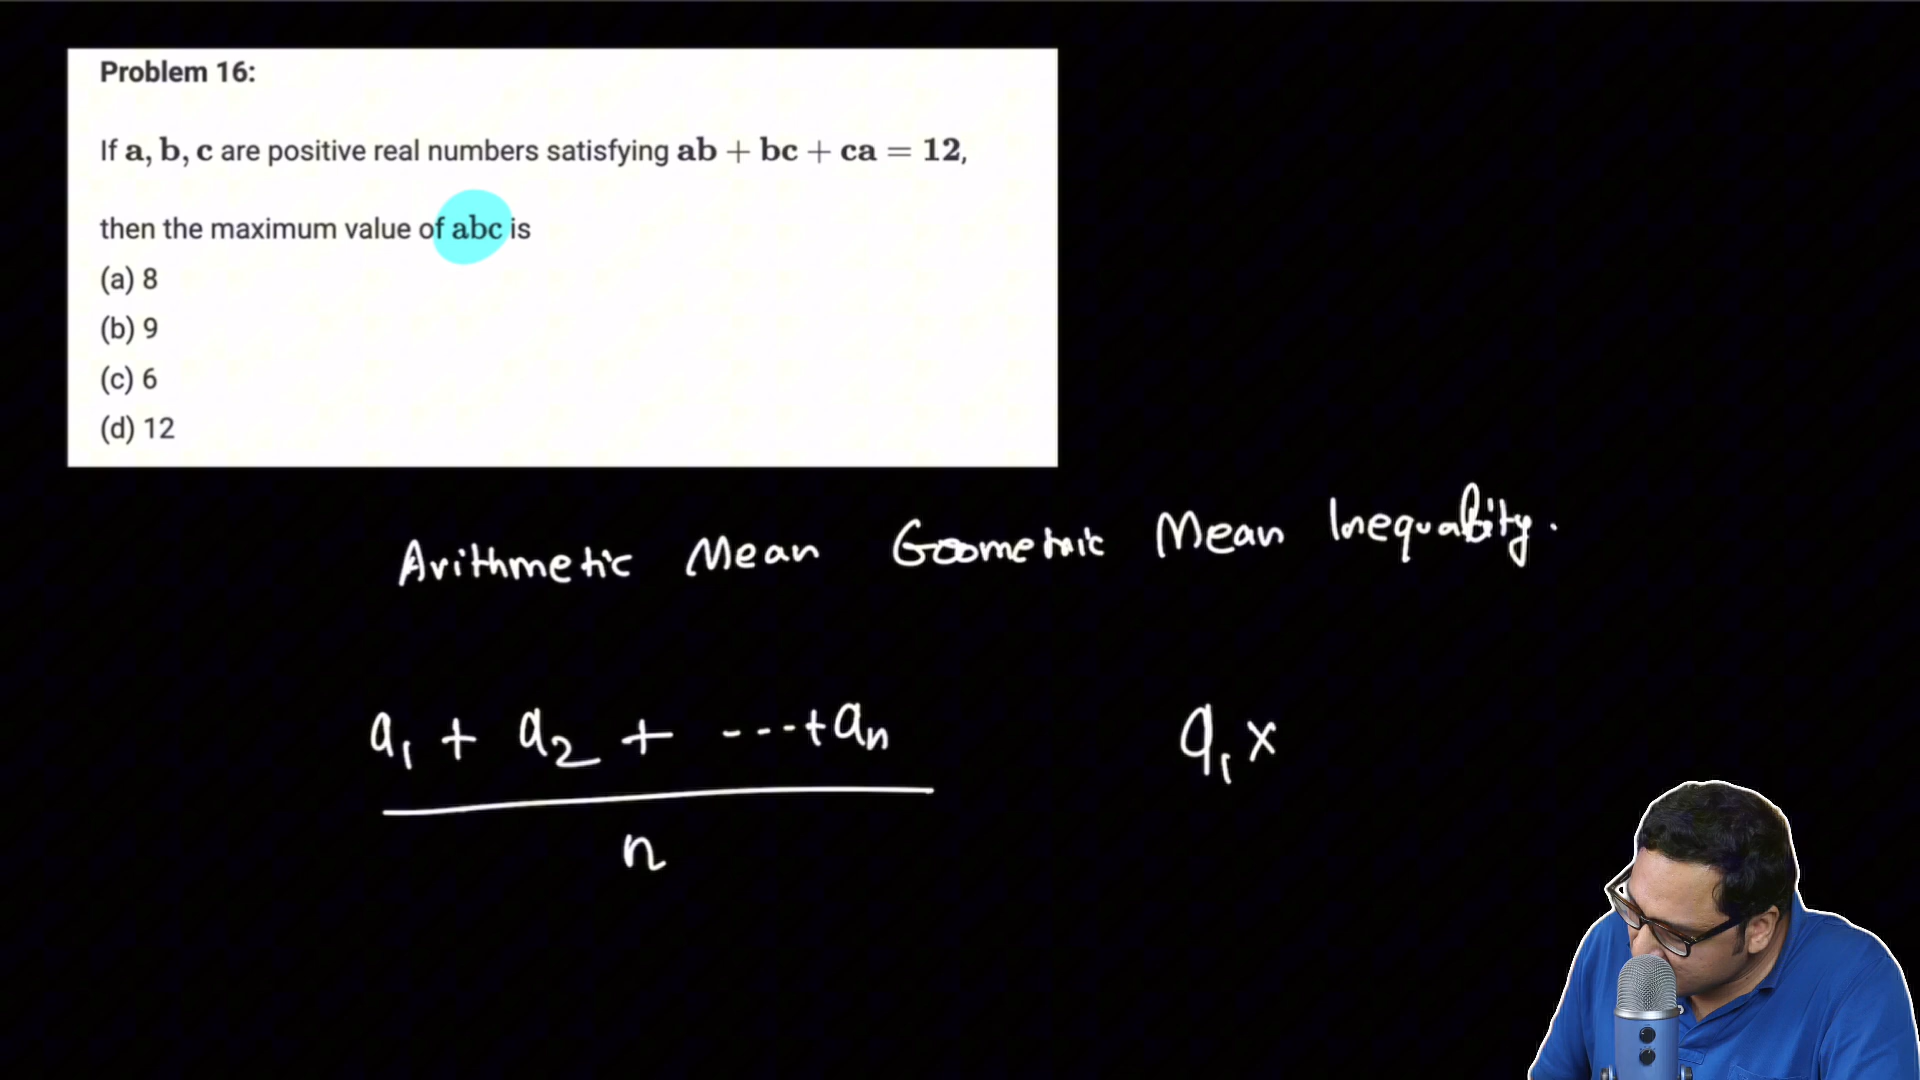 Problem 16:
If a, b, c are positive real numbers satisfying ab + bc + ca = 12,
then the maximum value of abc is
(a) 8
(b) 9
(c) 6
(d) 12
Arithmetic Mean Geometric Mean Inequality.
a₁ + a₂ + ---+aₙ
n
a₁ x